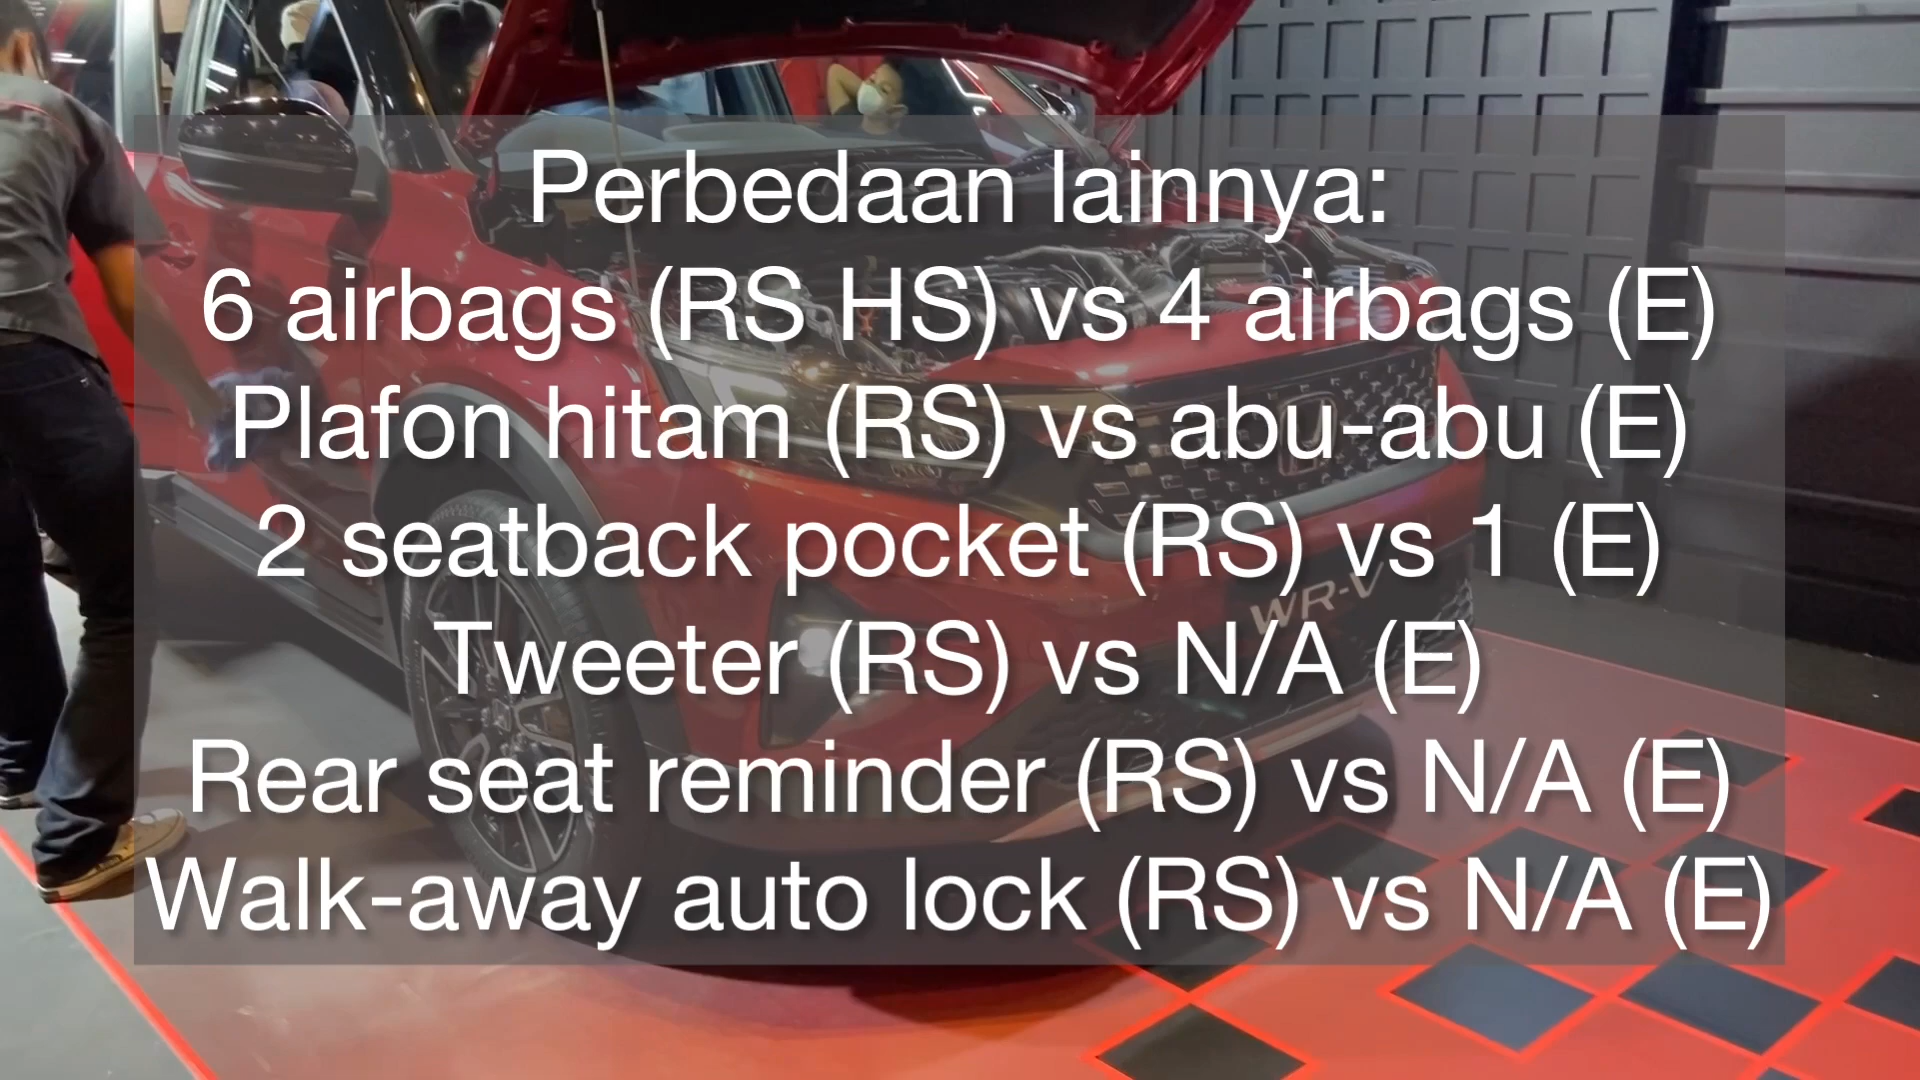 Perbedaan lainnya:
6 airbags (RS HS) vs 4 airbags (E)
Plafon hitam (RS) vs abu-abu (E)
2 seatback pocket (RS) vs 1 (E)
Tweeter (RS) vs N/A (E)
Rear seat reminder (RS) vs N/A (E)
Walk-away auto lock (RS) vs N/A (E)
WR-V